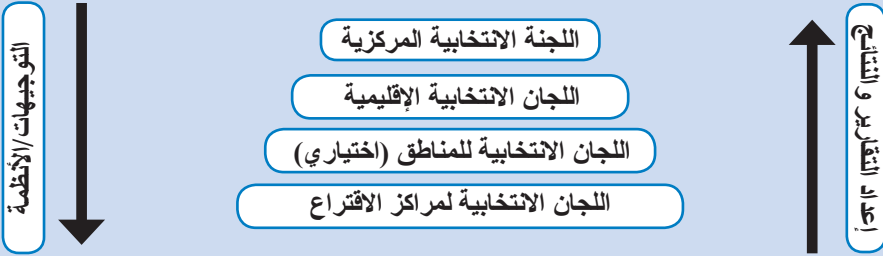 إعداد التقارير والنتائج
اللجنة الانتخابية المركزية
اللجان الانتخابية الإقليمية
اللجان الانتخابية للمناطق (اختياري)
اللجان الانتخابية لمراكز الاقتراع
التوجيهات/الأنظمة